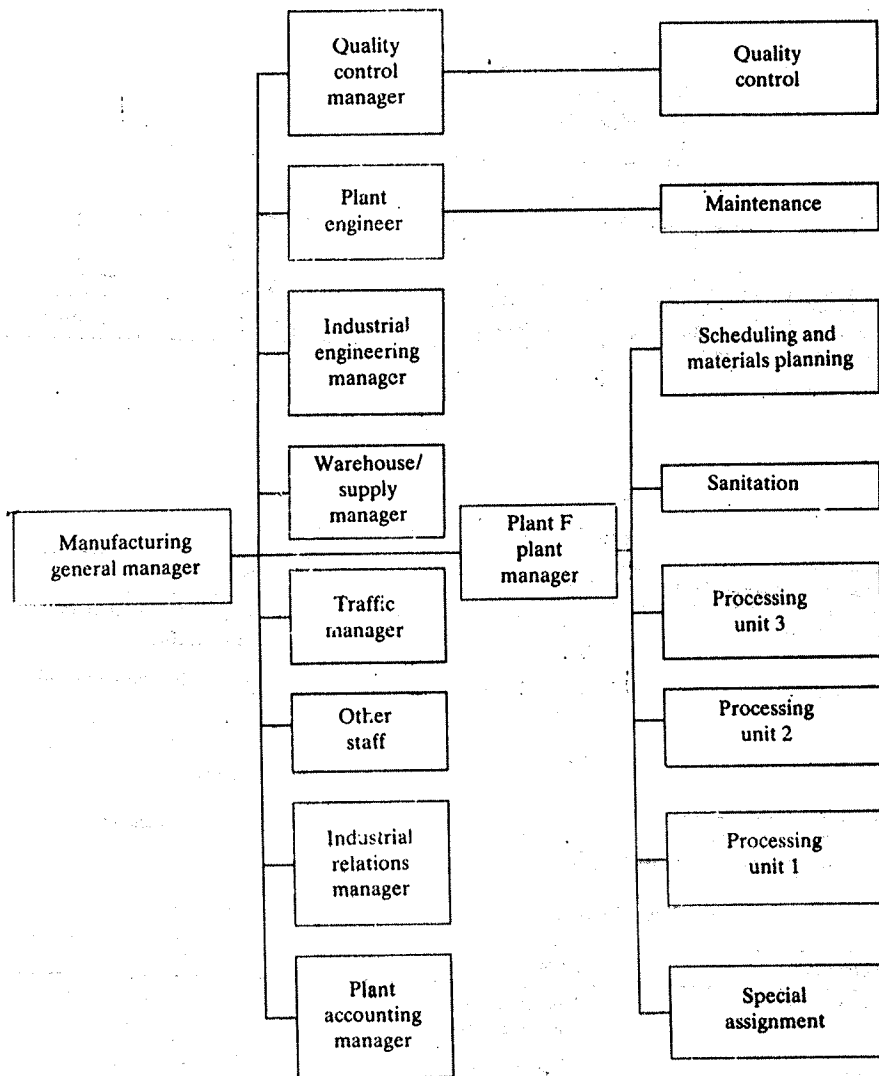 Quality
control
manager
Quality
control
Plant
engineer
Maintenance
Industrial
engineering
manager
Scheduling and
materials planning
Warehouse/
supply
manager
Sanitation
Manufacturing
general manager
Plant F
plant
manager
Traffic
manager
Processing
unit 3
Other
staff
Processing
unit 2
Industrial
relations
manager
Processing
unit 1
Plant
accounting
manager
Special
assignment